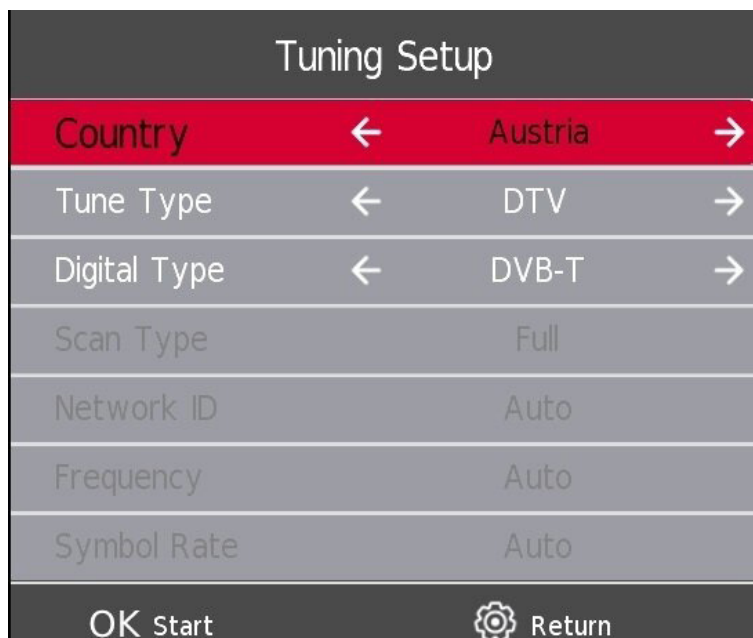 Tuning Setup
Country Austria
Tune Type DTV
Digital Type DVB-T
Scan Type Full
Network ID Auto
Frequency Auto
Symbol Rate Auto
OK Start Return